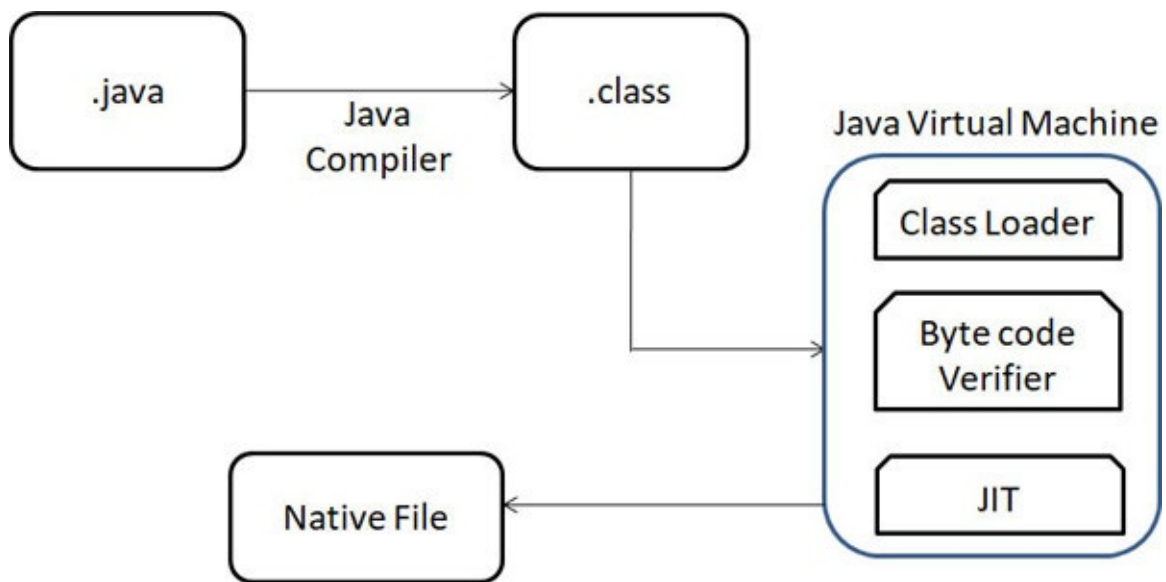 .java
Java
Compiler
.class
Java Virtual Machine
Class Loader
Byte code
Verifier
JIT
Native File